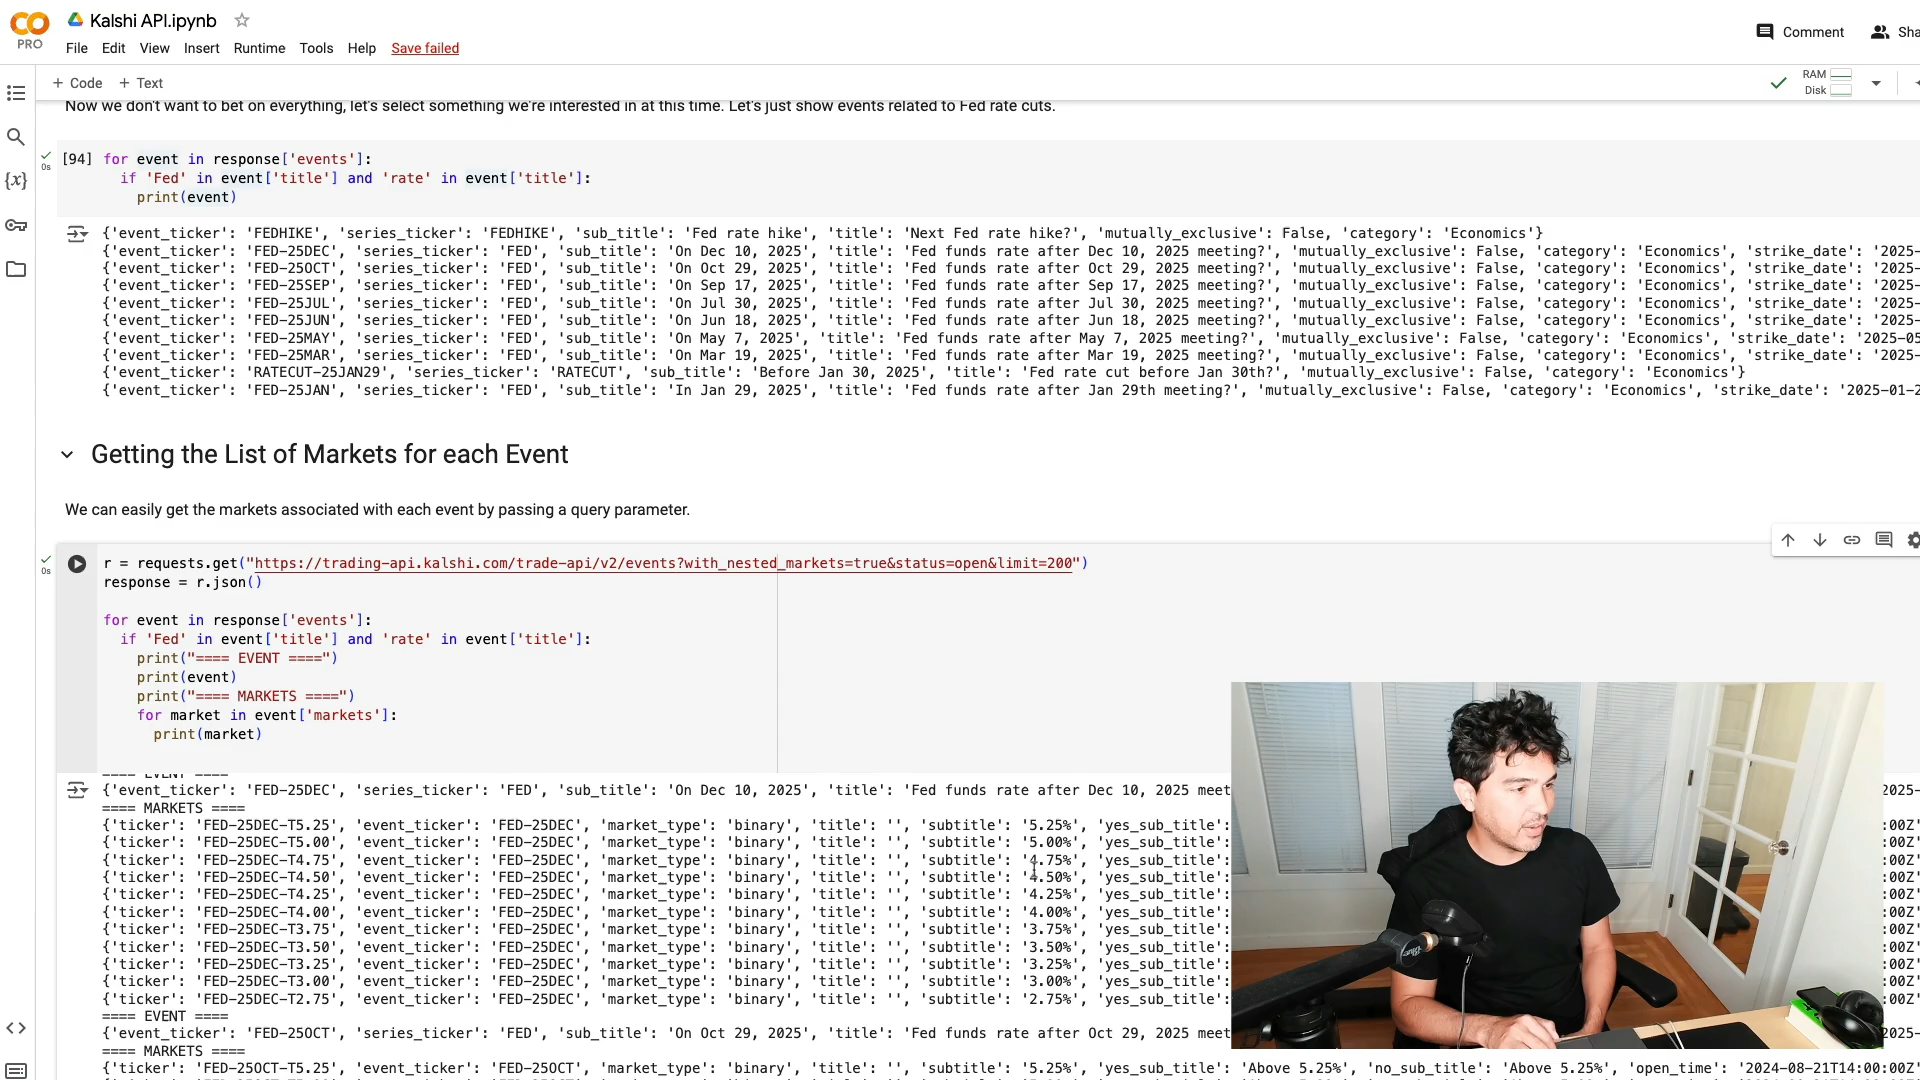 Kalshi API.ipynb
PRO
File Edit View Insert Runtime Tools Help Save failed
Comment
+ Code + Text
RAM
Disk
Now we don't want to bet on everything, let's select something we're interested in at this time. Let's just show events related to Fed rate cuts.
[94] for event in response['events']:
0s
if 'Fed' in event['title'] and 'rate' in event['title']:
print(event)
{'event_ticker': 'FEDHIKE', 'series_ticker': 'FEDHIKE', 'sub_title': 'Fed rate hike', 'title': 'Next Fed rate hike?', 'mutually_exclusive': False, 'category': 'Economics'}
{'event_ticker': 'FED-25DEC', 'series_ticker': 'FED', 'sub_title': 'On Dec 10, 2025', 'title': 'Fed funds rate after Dec 10, 2025 meeting?', 'mutually_exclusive': False, 'category': 'Economics', 'strike_date': '2025-
{'event_ticker': 'FED-25OCT', 'series_ticker': 'FED', 'sub_title': 'On Oct 29, 2025', 'title': 'Fed funds rate after Oct 29, 2025 meeting?', 'mutually_exclusive': False, 'category': 'Economics', 'strike_date': '2025-
{'event_ticker': 'FED-25SEP', 'series_ticker': 'FED', 'sub_title': 'On Sep 17, 2025', 'title': 'Fed funds rate after Sep 17, 2025 meeting?', 'mutually_exclusive': False, 'category': 'Economics', 'strike_date': '2025-
{'event_ticker': 'FED-25JUL', 'series_ticker': 'FED', 'sub_title': 'On Jul 30, 2025', 'title': 'Fed funds rate after Jul 30, 2025 meeting?', 'mutually_exclusive': False, 'category': 'Economics', 'strike_date': '2025-
{'event_ticker': 'FED-25JUN', 'series_ticker': 'FED', 'sub_title': 'On Jun 18, 2025', 'title': 'Fed funds rate after Jun 18, 2025 meeting?', 'mutually_exclusive': False, 'category': 'Economics', 'strike_date': '2025-
{'event_ticker': 'FED-25MAY', 'series_ticker': 'FED', 'sub_title': 'On May 7, 2025', 'title': 'Fed funds rate after May 7, 2025 meeting?', 'mutually_exclusive': False, 'category': 'Economics', 'strike_date': '2025-05
{'event_ticker': 'FED-25MAR', 'series_ticker': 'FED', 'sub_title': 'On Mar 19, 2025', 'title': 'Fed funds rate after Mar 19, 2025 meeting?', 'mutually_exclusive': False, 'category': 'Economics', 'strike_date': '2025-
{'event_ticker': 'RATECUT-25JAN29', 'series_ticker': 'RATECUT', 'sub_title': 'Before Jan 30, 2025', 'title': 'Fed rate cut before Jan 30th?', 'mutually_exclusive': False, 'category': 'Economics'}
{'event_ticker': 'FED-25JAN', 'series_ticker': 'FED', 'sub_title': 'In Jan 29, 2025', 'title': 'Fed funds rate after Jan 29th meeting?', 'mutually_exclusive': False, 'category': 'Economics', 'strike_date': '2025-01-2
Getting the List of Markets for each Event
We can easily get the markets associated with each event by passing a query parameter.
r = requests.get("https://trading-api.kalshi.com/trade-api/v2/events?with_nested_markets=true&status=open&limit=200")
0s
response = r.json()
for event in response['events']:
if 'Fed' in event['title'] and 'rate' in event['title']:
print("==== EVENT ====")
print(event)
print("==== MARKETS ====")
for market in event['markets']:
print(market)
==== EVENT ====
{'event_ticker': 'FED-25DEC', 'series_ticker': 'FED', 'sub_title': 'On Dec 10, 2025', 'title': 'Fed funds rate after Dec 10, 2025 meet 2025-
==== MARKETS ====
{'ticker': 'FED-25DEC-T5.25', 'event_ticker': 'FED-25DEC', 'market_type': 'binary', 'title': '', 'subtitle': '5.25%', 'yes_sub_title': :00Z'
{'ticker': 'FED-25DEC-T5.00', 'event_ticker': 'FED-25DEC', 'market_type': 'binary', 'title': '', 'subtitle': '5.00%', 'yes_sub_title': :00Z'
{'ticker': 'FED-25DEC-T4.75', 'event_ticker': 'FED-25DEC', 'market_type': 'binary', 'title': '', 'subtitle': '4.75%', 'yes_sub_title': :00Z'
{'ticker': 'FED-25DEC-T4.50', 'event_ticker': 'FED-25DEC', 'market_type': 'binary', 'title': '', 'subtitle': '4.50%', 'yes_sub_title': :00Z'
{'ticker': 'FED-25DEC-T4.25', 'event_ticker': 'FED-25DEC', 'market_type': 'binary', 'title': '', 'subtitle': '4.25%', 'yes_sub_title': :00Z'
{'ticker': 'FED-25DEC-T4.00', 'event_ticker': 'FED-25DEC', 'market_type': 'binary', 'title': '', 'subtitle': '4.00%', 'yes_sub_title': :00Z'
{'ticker': 'FED-25DEC-T3.75', 'event_ticker': 'FED-25DEC', 'market_type': 'binary', 'title': '', 'subtitle': '3.75%', 'yes_sub_title': :00Z'
{'ticker': 'FED-25DEC-T3.50', 'event_ticker': 'FED-25DEC', 'market_type': 'binary', 'title': '', 'subtitle': '3.50%', 'yes_sub_title': :00Z'
{'ticker': 'FED-25DEC-T3.25', 'event_ticker': 'FED-25DEC', 'market_type': 'binary', 'title': '', 'subtitle': '3.25%', 'yes_sub_title': :00Z'
{'ticker': 'FED-25DEC-T3.00', 'event_ticker': 'FED-25DEC', 'market_type': 'binary', 'title': '', 'subtitle': '3.00%', 'yes_sub_title': :00Z'
{'ticker': 'FED-25DEC-T2.75', 'event_ticker': 'FED-25DEC', 'market_type': 'binary', 'title': '', 'subtitle': '2.75%', 'yes_sub_title': :00Z'
==== EVENT ====
{'event_ticker': 'FED-25OCT', 'series_ticker': 'FED', 'sub_title': 'On Oct 29, 2025', 'title': 'Fed funds rate after Oct 29, 2025 meet 2025-
==== MARKETS ====
{'ticker': 'FED-25OCT-T5.25', 'event_ticker': 'FED-25OCT', 'market_type': 'binary', 'title': '', 'subtitle': '5.25%', 'yes_sub_title': 'Above 5.25%', 'no_sub_title': 'Above 5.25%', 'open_time': '2024-08-21T14:00:00Z'